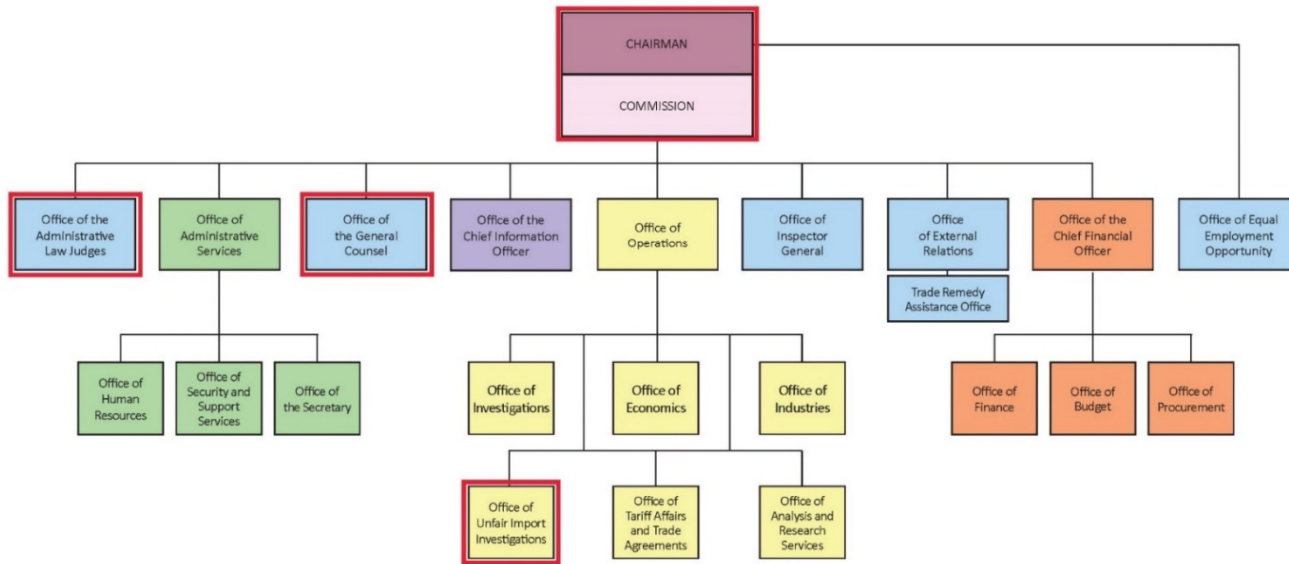 CHAIRMAN
COMMISSION
Office of the
Administrative
Law Judges
Office of
Administrative
Services
Office of
the General
Counsel
Office of the
Chief Information
Officer
Office of
Operations
Office of
Inspector
General
Office
of External
Relations
Trade Remedy
Assistance Office
Office of the
Chief Financial
Officer
Office of Equal
Employment
Opportunity
Office of
Human
Resources
Office of
Security and
Support
Services
Office of
the Secretary
Office of
Investigations
Office of
Economics
Office of
Industries
Office of
Finance
Office of
Budget
Office of
Procurement
Office of
Unfair Import
Investigations
Office of
Tariff Affairs
and Trade
Agreements
Office of
Analysis and
Research
Services